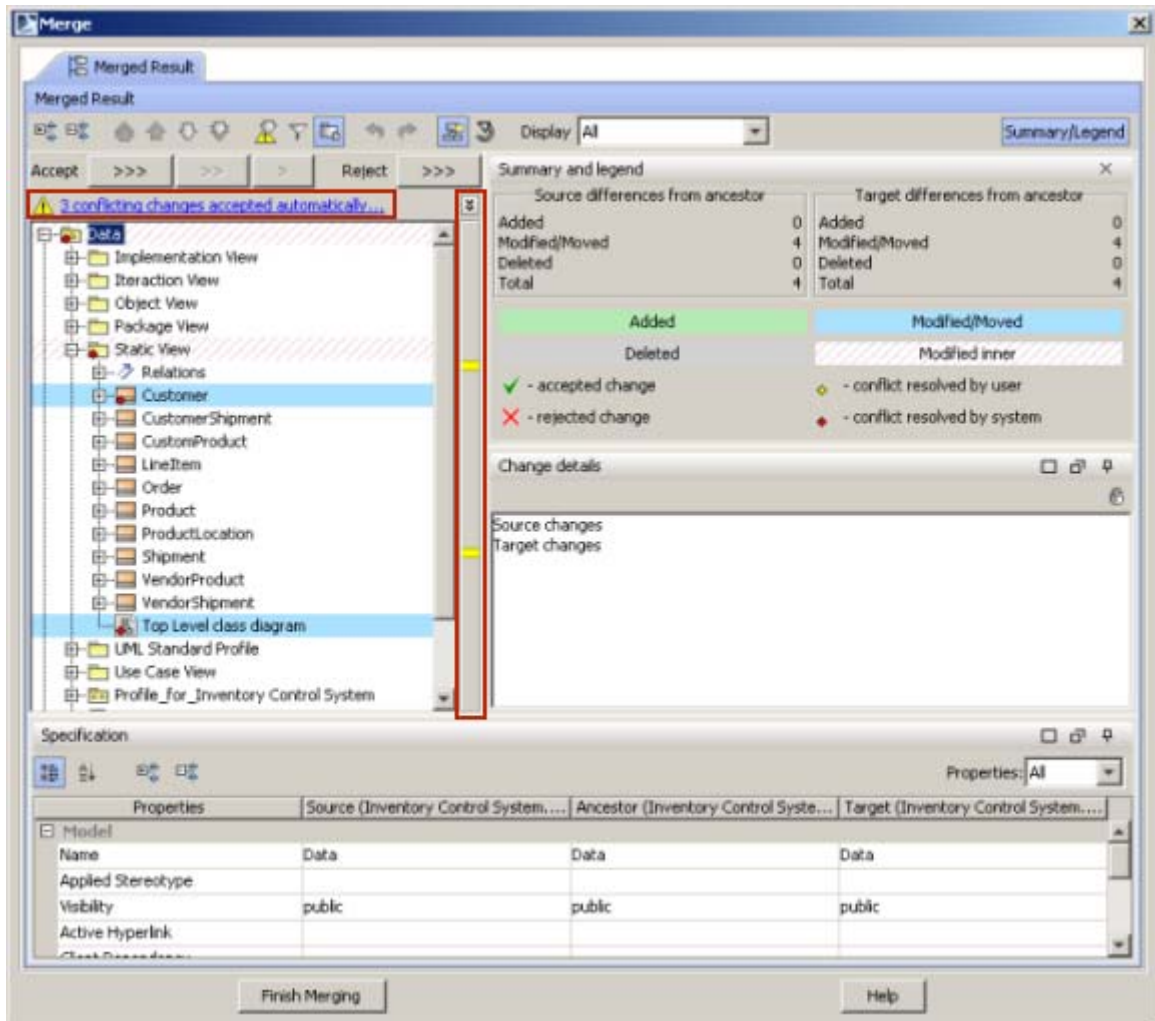 Merge
Merged Result
Merged Result
Display All
Summary/Legend
Accept >>> >> > Reject >>>
3 conflicting changes accepted automatically...
Data
Implementation View
Iteraction View
Object View
Package View
Static View
Relations
Customer
CustomerShipment
CustomProduct
LineItem
Order
Product
ProductLocation
Shipment
VendorProduct
VendorShipment
Top Level class diagram
UML Standard Profile
Use Case View
Profile_for_Inventory Control System
Summary and legend
Source differences from ancestor
Added 0
Modified/Moved 4
Deleted 0
Total 4
Target differences from ancestor
Added 0
Modified/Moved 4
Deleted 0
Total 4
Added
Modified/Moved
Deleted
Modified inner
- accepted change
- conflict resolved by user
- rejected change
- conflict resolved by system
Change details
Source changes
Target changes
Specification
Properties: All
Properties Source (Inventory Control System.... Ancestor (Inventory Control Syste... Target (Inventory Control System....
Model
Name Data Data Data
Applied Stereotype
Visibility public public public
Active Hyperlink
Finish Merging
Help